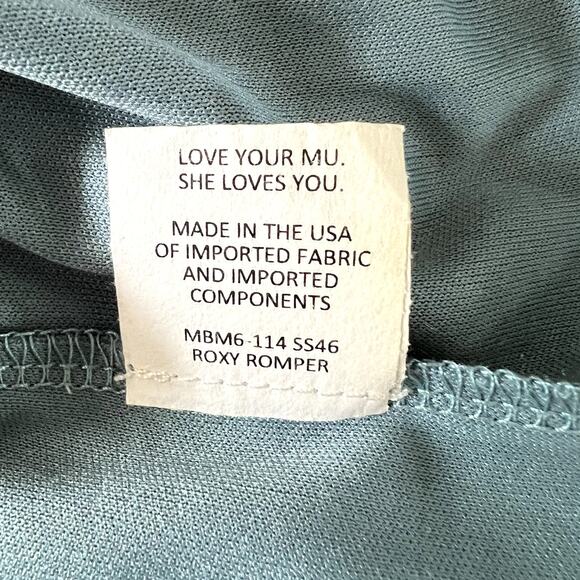 LOVE YOUR MU.
SHE LOVES YOU.
MADE IN THE USA
OF IMPORTED FABRIC
AND IMPORTED
COMPONENTS
MBM6-114 SS46
ROXY ROMPER